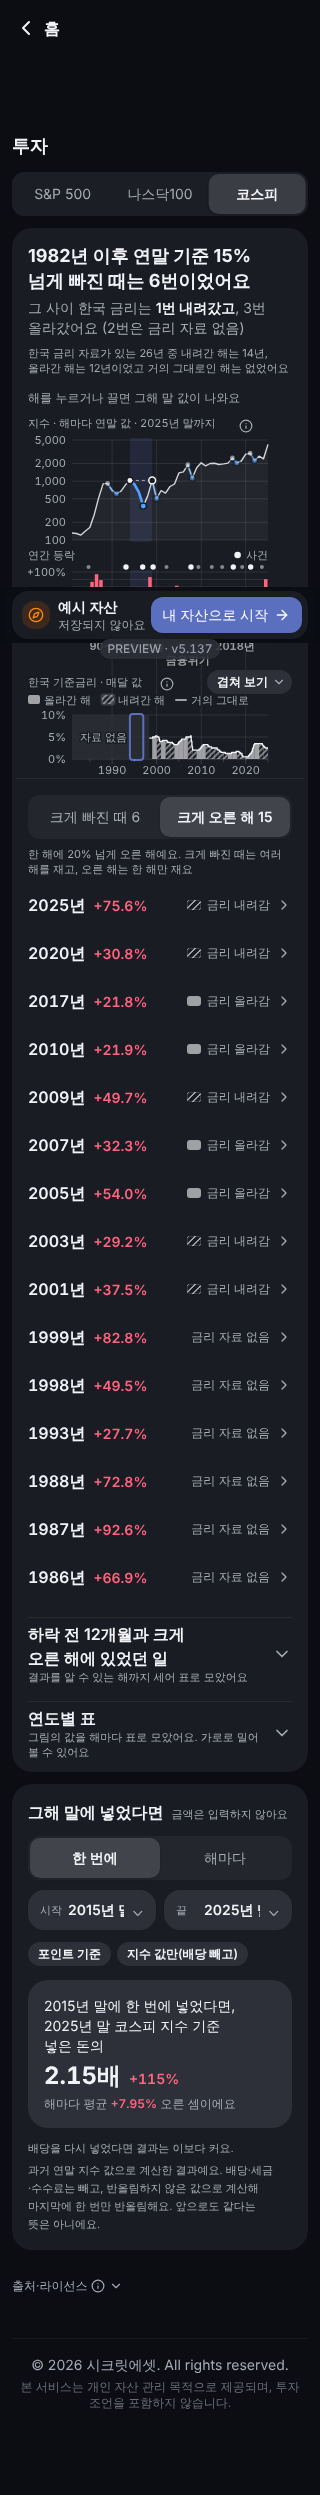 홈
투자
S&P 500 나스닥100 코스피
1982년 이후 연말 기준 15%
넘게 빠진 때는 6번이었어요
그 사이 한국 금리는 1번 내려갔고, 3번
올라갔어요 (2번은 금리 자료 없음)
한국 금리 자료가 있는 26년 중 내려간 해는 14년,
올라간 해는 12년이었고 거의 그대로인 해는 없었어요
해를 누르거나 끌면 그해 말 값이 나와요
지수 · 해마다 연말 값 · 2025년 말까지
5,000
2,000
1,000
500
200
100
연간 등락 사건
+100%
예시 자산
저장되지 않아요
내 자산으로 시작
PREVIEW · v5.137
2018년
금융위기
한국 기준금리 · 매달 값
겹쳐 보기
올라간 해 내려간 해 거의 그대로
10%
5%
0%
자료 없음
1990 2000 2010 2020
크게 빠진 때 6 크게 오른 해 15
한 해에 20% 넘게 오른 해예요. 크게 빠진 때는 여러
해를 재고, 오른 해는 한 해만 재요
2025년 +75.6% 금리 내려감
2020년 +30.8% 금리 내려감
2017년 +21.8% 금리 올라감
2010년 +21.9% 금리 올라감
2009년 +49.7% 금리 내려감
2007년 +32.3% 금리 올라감
2005년 +54.0% 금리 올라감
2003년 +29.2% 금리 내려감
2001년 +37.5% 금리 내려감
1999년 +82.8% 금리 자료 없음
1998년 +49.5% 금리 자료 없음
1993년 +27.7% 금리 자료 없음
1988년 +72.8% 금리 자료 없음
1987년 +92.6% 금리 자료 없음
1986년 +66.9% 금리 자료 없음
하락 전 12개월과 크게
오른 해에 있었던 일
결과를 알 수 있는 해까지 세어 표로 모았어요
연도별 표
그림의 값을 해마다 표로 모았어요. 가로로 밀어
볼 수 있어요
그해 말에 넣었다면 금액은 입력하지 않아요
한 번에 해마다
시작 2015년 끝 2025년
포인트 기준 지수 값만(배당 빼고)
2015년 말에 한 번에 넣었다면,
2025년 말 코스피 지수 기준
넣은 돈의
2.15배 +115%
해마다 평균 +7.95% 오른 셈이에요
배당을 다시 넣었다면 결과는 이보다 커요.
과거 연말 지수 값으로 계산한 결과예요. 배당·세금
·수수료는 빼고, 반올림하지 않은 값으로 계산해
마지막에 한 번만 반올림해요. 앞으로도 같다는
뜻은 아니에요.
출처·라이선스
© 2026 시크릿에셋. All rights reserved.
본 서비스는 개인 자산 관리 목적으로 제공되며, 투자
조언을 포함하지 않습니다.